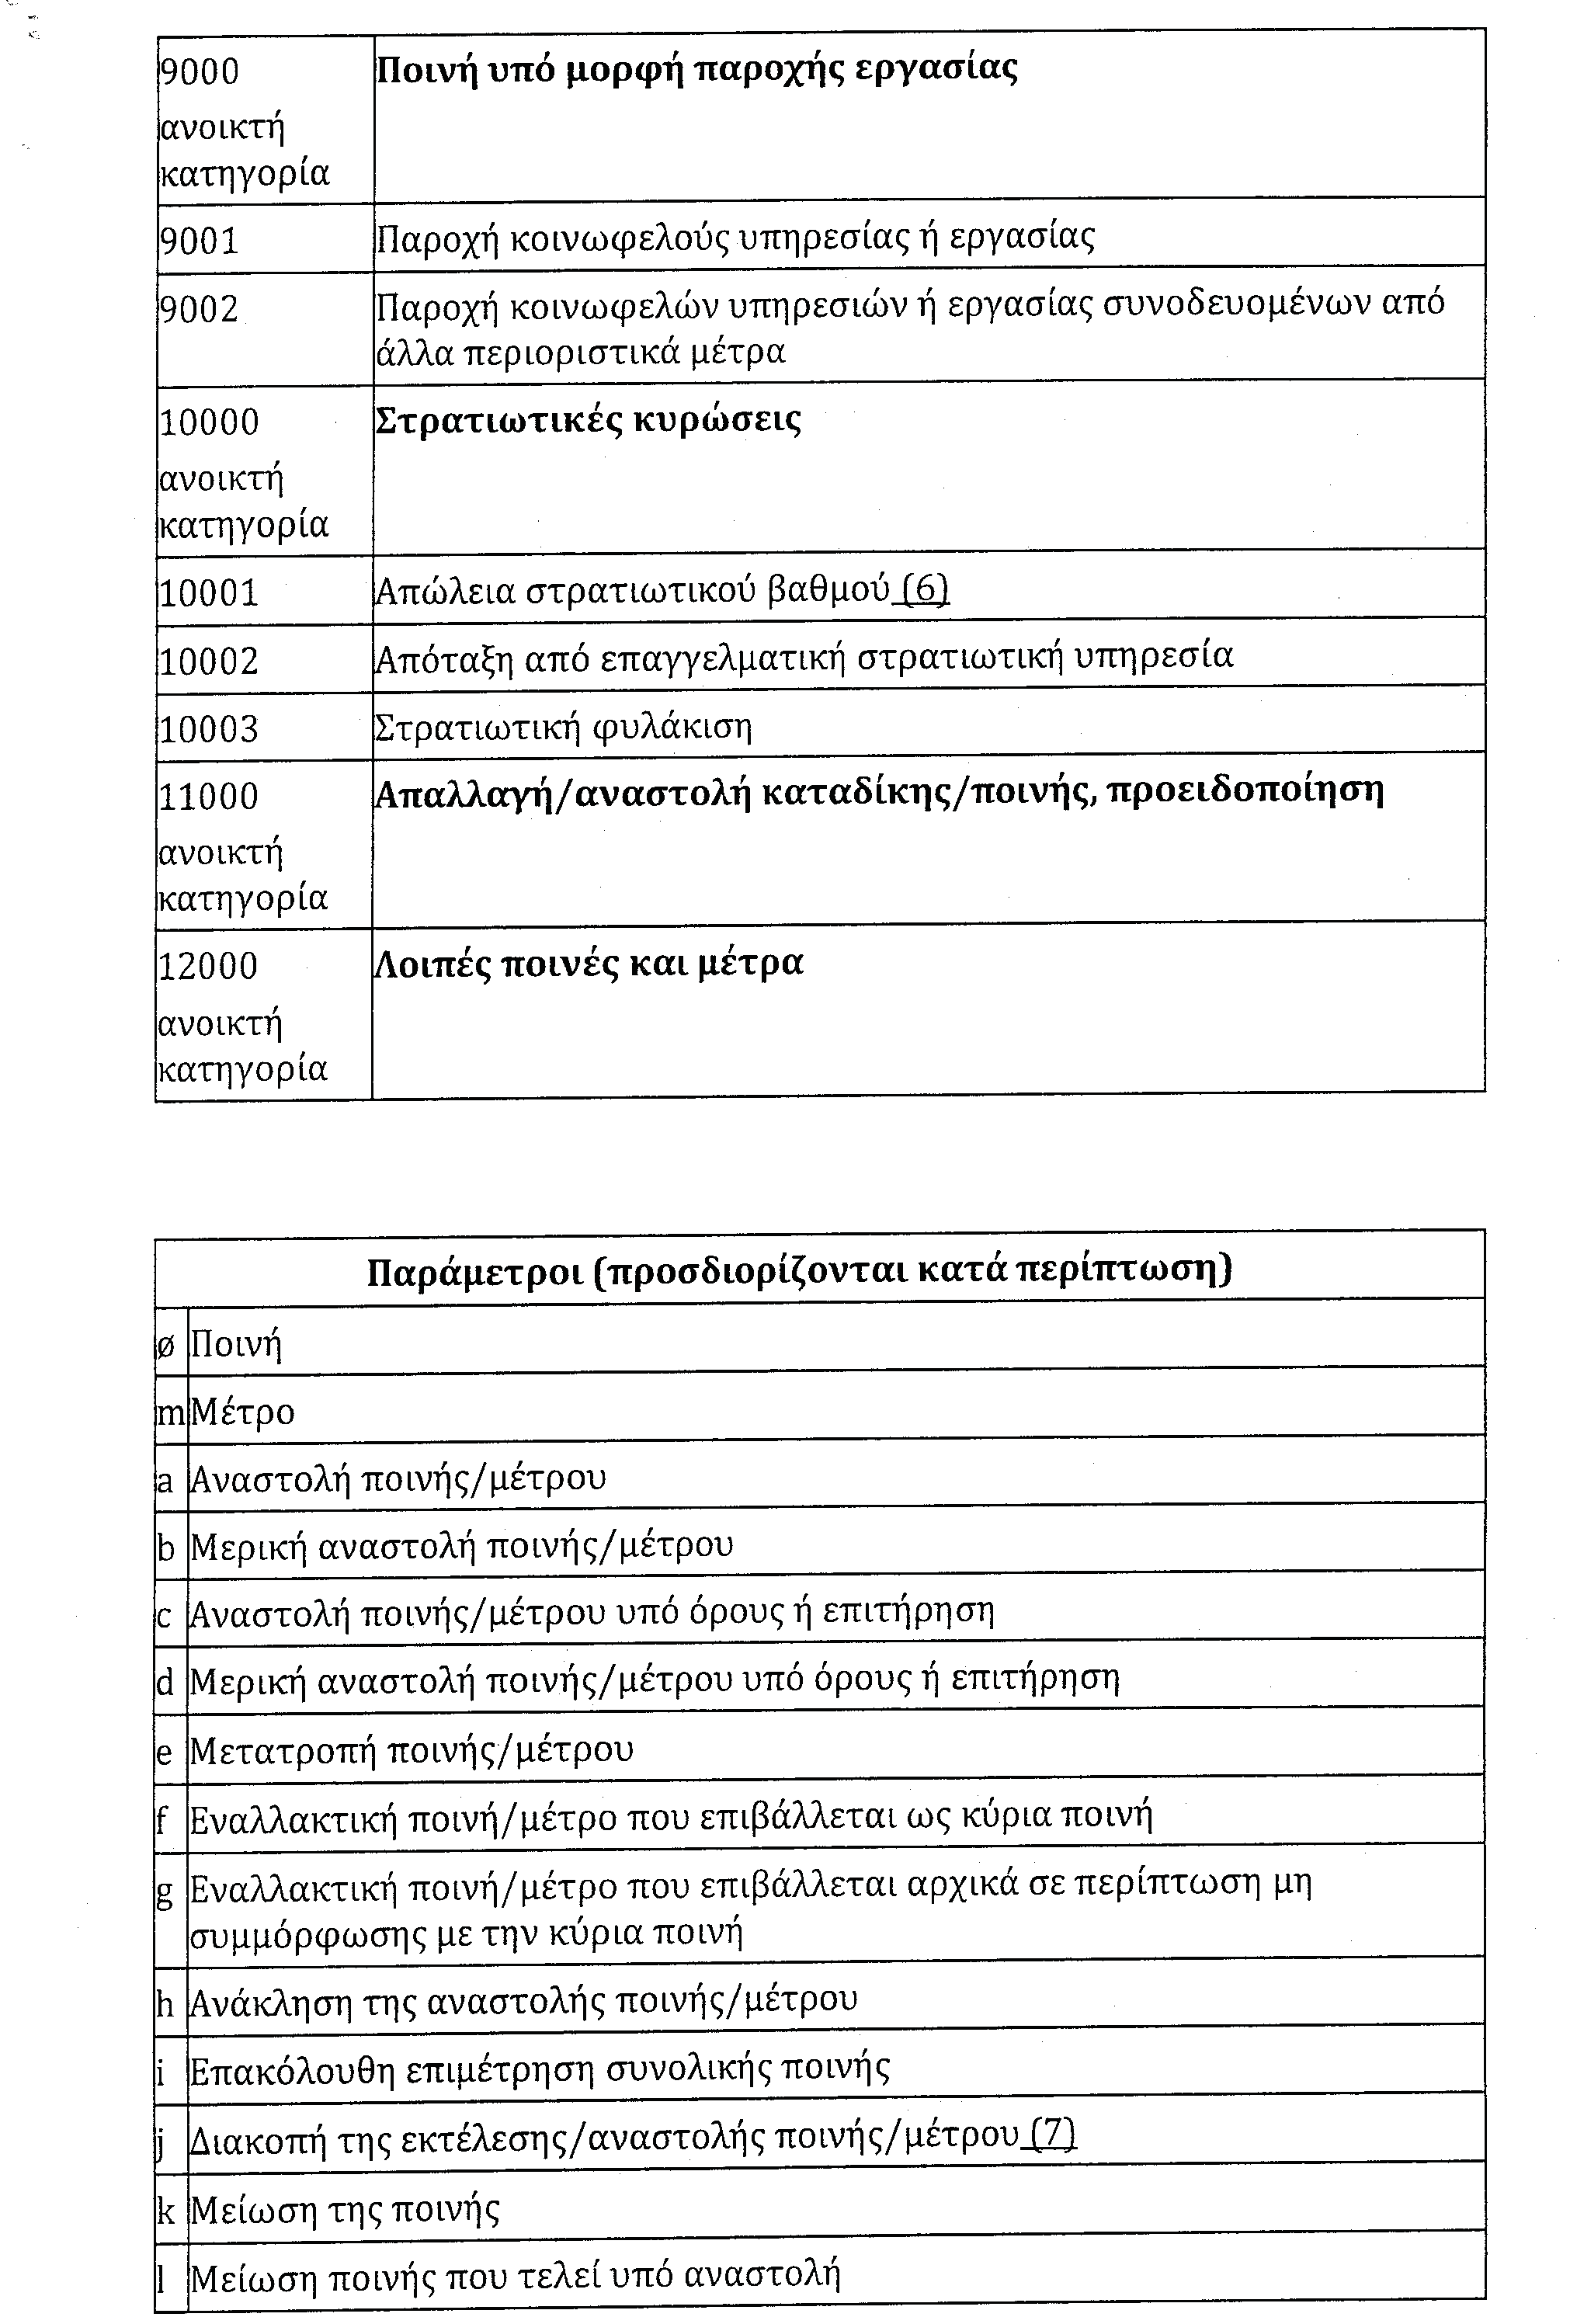 9000 Ποινή υπό μορφή παροχής εργασίας
ανοικτή
κατηγορία
9001 Παροχή κοινωφελούς υπηρεσίας ή εργασίας
9002 Παροχή κοινωφελών υπηρεσιών ή εργασίας συνοδευομένων από
άλλα περιοριστικά μέτρα
10000 Στρατιωτικές κυρώσεις
ανοικτή
κατηγορία
10001 Απώλεια στρατιωτικού βαθμού (6)
10002 Απόταξη από επαγγελματική στρατιωτική υπηρεσία
10003 Στρατιωτική φυλάκιση
11000 Απαλλαγή/αναστολή καταδίκης/ποινής, προειδοποίηση
ανοικτή
κατηγορία
12000 Λοιπές ποινές και μέτρα
ανοικτή
κατηγορία
Παράμετροι (προσδιορίζονται κατά περίπτωση)
ø Ποινή
m Μέτρο
a Αναστολή ποινής/μέτρου
b Μερική αναστολή ποινής/μέτρου
c Αναστολή ποινής/μέτρου υπό όρους ή επιτήρηση
d Μερική αναστολή ποινής/μέτρου υπό όρους ή επιτήρηση
e Μετατροπή ποινής/μέτρου
f Εναλλακτική ποινή/μέτρο που επιβάλλεται ως κύρια ποινή
g Εναλλακτική ποινή/μέτρο που επιβάλλεται αρχικά σε περίπτωση μη
συμμόρφωσης με την κύρια ποινή
h Ανάκληση της αναστολής ποινής/μέτρου
i Επακόλουθη επιμέτρηση συνολικής ποινής
j Διακοπή της εκτέλεσης/αναστολής ποινής/μέτρου (7)
k Μείωση της ποινής
l Μείωση ποινής που τελεί υπό αναστολή